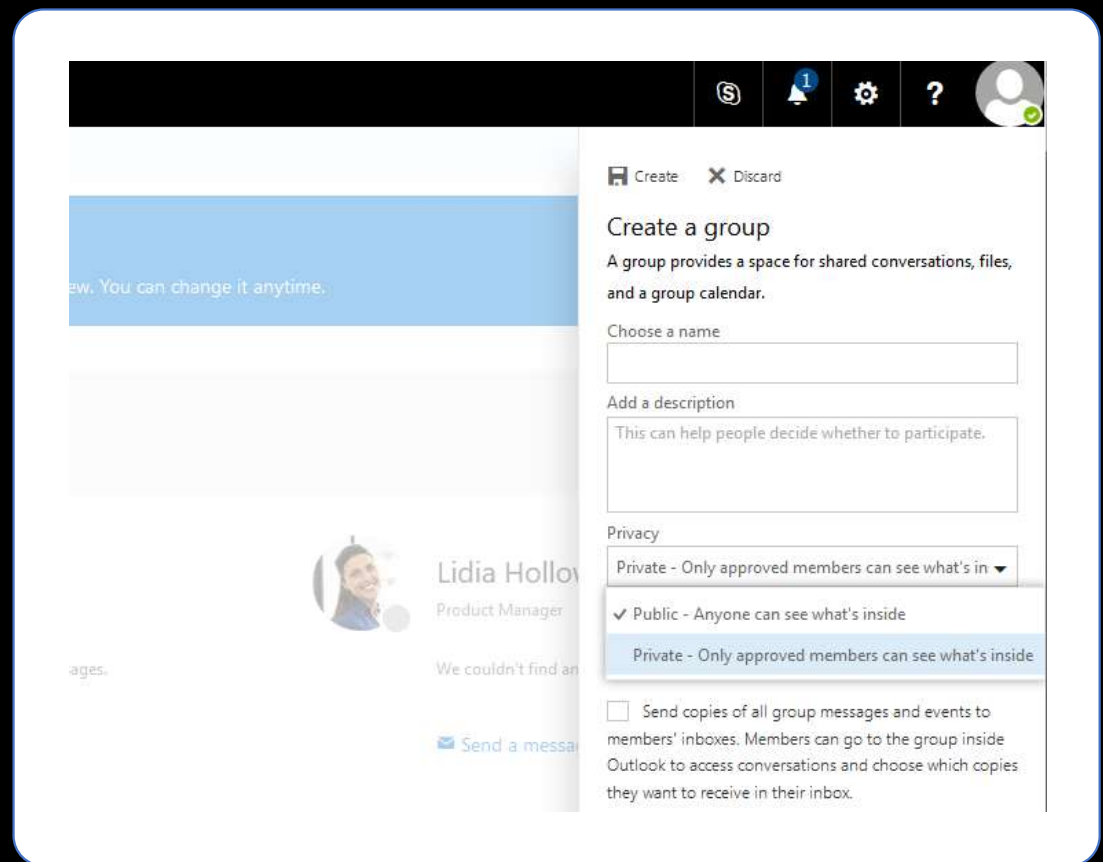 1
?
Create
Discard
Create a group
A group provides a space for shared conversations, files,
and a group calendar.
Choose a name
Add a description
This can help people decide whether to participate.
Privacy
Private - Only approved members can see what's in
Public - Anyone can see what's inside
Private - Only approved members can see what's inside
Send copies of all group messages and events to
members' inboxes. Members can go to the group inside
Outlook to access conversations and choose which copies
they want to receive in their inbox.
ew. You can change it anytime.
Lidia Hollov
Product Manager
ages.
We couldn't find an
Send a messa